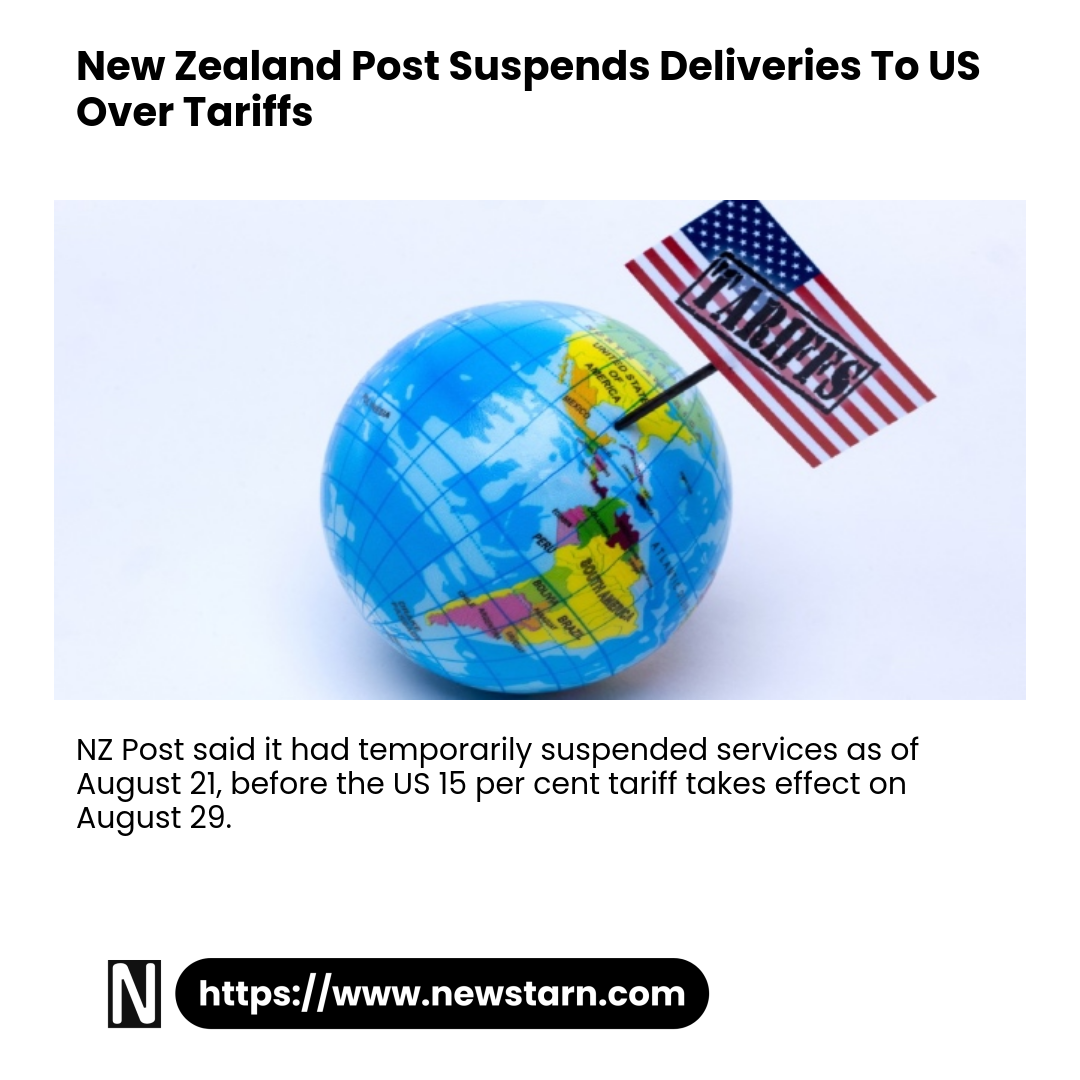 New Zealand Post Suspends Deliveries To US
Over Tariffs
TARIFFS
UNITED STATES
OF
AMERICA
MEXICO
PERU
SOUTH AMERICA
BOLIVIA
BRAZIL
NZ Post said it had temporarily suspended services as of
August 21, before the US 15 per cent tariff takes effect on
August 29.
N
https://www.newstarn.com